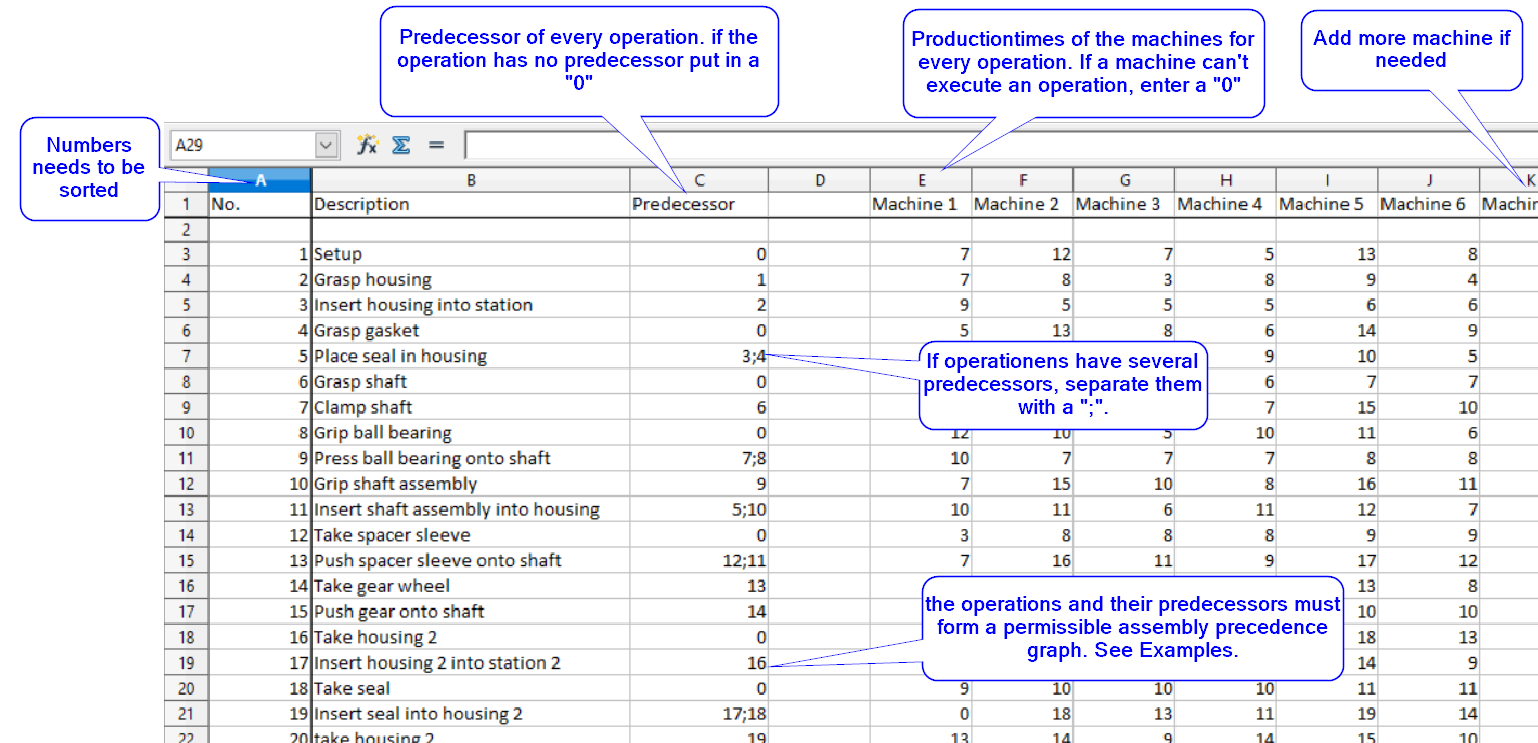 Predecessor of every operation. if the
operation has no predecessor put in a
"0"
Productiontimes of the machines for
every operation. If a machine can't
execute an operation, enter a "0"
Add more machine if
needed
Numbers
needs to be
sorted
A29 fx Σ =
A B C D E F G H I J K
1 No. Description Predecessor Machine 1 Machine 2 Machine 3 Machine 4 Machine 5 Machine 6 Machin
2
3 1 Setup 0 7 12 7 5 13 8
4 2 Grasp housing 1 7 8 3 8 9 4
5 3 Insert housing into station 2 9 5 5 5 6 6
6 4 Grasp gasket 0 5 13 8 6 14 9
7 5 Place seal in housing 3;4 9 10 5
8 6 Grasp shaft 0 6 7 7
9 7 Clamp shaft 6 7 15 10
10 8 Grip ball bearing 0 12 10 5 10 11 6
11 9 Press ball bearing onto shaft 7;8 10 7 7 7 8 8
12 10 Grip shaft assembly 9 7 15 10 8 16 11
13 11 Insert shaft assembly into housing 5;10 10 11 6 11 12 7
14 12 Take spacer sleeve 0 3 8 8 8 9 9
15 13 Push spacer sleeve onto shaft 12;11 7 16 11 9 17 12
16 14 Take gear wheel 13 13 8
17 15 Push gear onto shaft 14 10 10
18 16 Take housing 2 0 18 13
19 17 Insert housing 2 into station 2 16 14 9
20 18 Take seal 0 9 10 10 10 11 11
21 19 Insert seal into housing 2 17;18 0 18 13 11 19 14
22 20 take housing 2 19 13 14 9 14 15 10
If operationens have several
predecessors, separate them
with a ";".
the operations and their predecessors must
form a permissible assembly precedence
graph. See Examples.